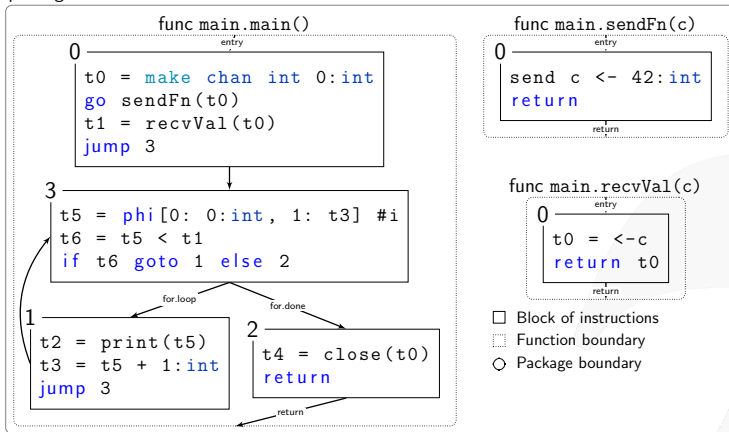 func main.main()
entry
0
t0 = make chan int 0:int
go sendFn(t0)
t1 = recvVal(t0)
jump 3
3
t5 = phi[0: 0:int, 1: t3] #i
t6 = t5 < t1
if t6 goto 1 else 2
for.loop
for.done
1
t2 = print(t5)
t3 = t5 + 1:int
jump 3
2
t4 = close(t0)
return
return
func main.sendFn(c)
entry
0
send c <- 42:int
return
return
func main.recvVal(c)
entry
0
t0 = <-c
return t0
return
Block of instructions
Function boundary
Package boundary